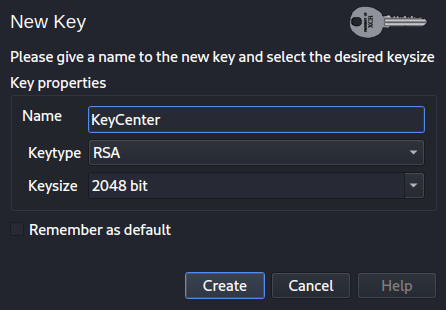 New Key
Please give a name to the new key and select the desired keysize
Key properties
Name KeyCenter
Keytype RSA
Keysize 2048 bit
Remember as default
Create Cancel Help